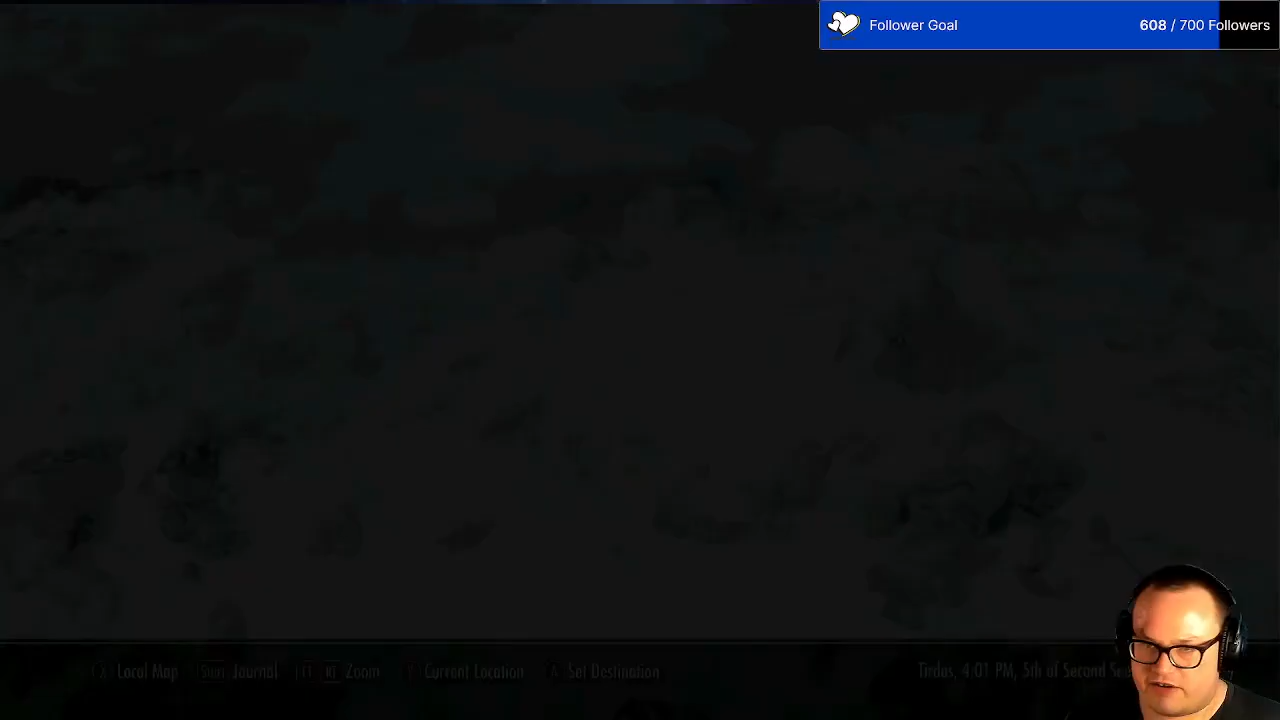 Follower Goal 608 / 700 Followers
Local Map Journal Zoom Current Location Set Destination Tirdas, 4:01 PM, 5th of Second